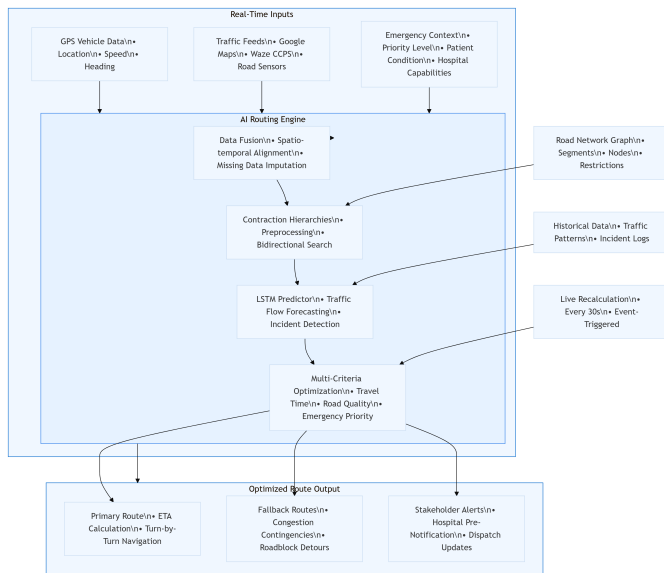 Real-Time Inputs
GPS Vehicle Data\n•
Location\n• Speed\n•
Heading
Traffic Feeds\n• Google
Maps\n• Waze CCPS\n•
Road Sensors
Emergency Context\n•
Priority Level\n• Patient
Condition\n• Hospital
Capabilities
AI Routing Engine
Data Fusion\n• Spatio-
temporal Alignment\n•
Missing Data Imputation
Road Network Graph\n•
Segments\n• Nodes\n•
Restrictions
Contraction Hierarchies\n•
Preprocessing\n•
Bidirectional Search
Historical Data\n• Traffic
Patterns\n• Incident Logs
LSTM Predictor\n• Traffic
Flow Forecasting\n•
Incident Detection
Live Recalculation\n•
Every 30s\n• Event-
Triggered
Multi-Criteria
Optimization\n• Travel
Time\n• Road Quality\n•
Emergency Priority
Optimized Route Output
Primary Route\n• ETA
Calculation\n• Turn-by-
Turn Navigation
Fallback Routes\n•
Congestion
Contingencies\n•
Roadblock Detours
Stakeholder Alerts\n•
Hospital Pre-
Notification\n• Dispatch
Updates